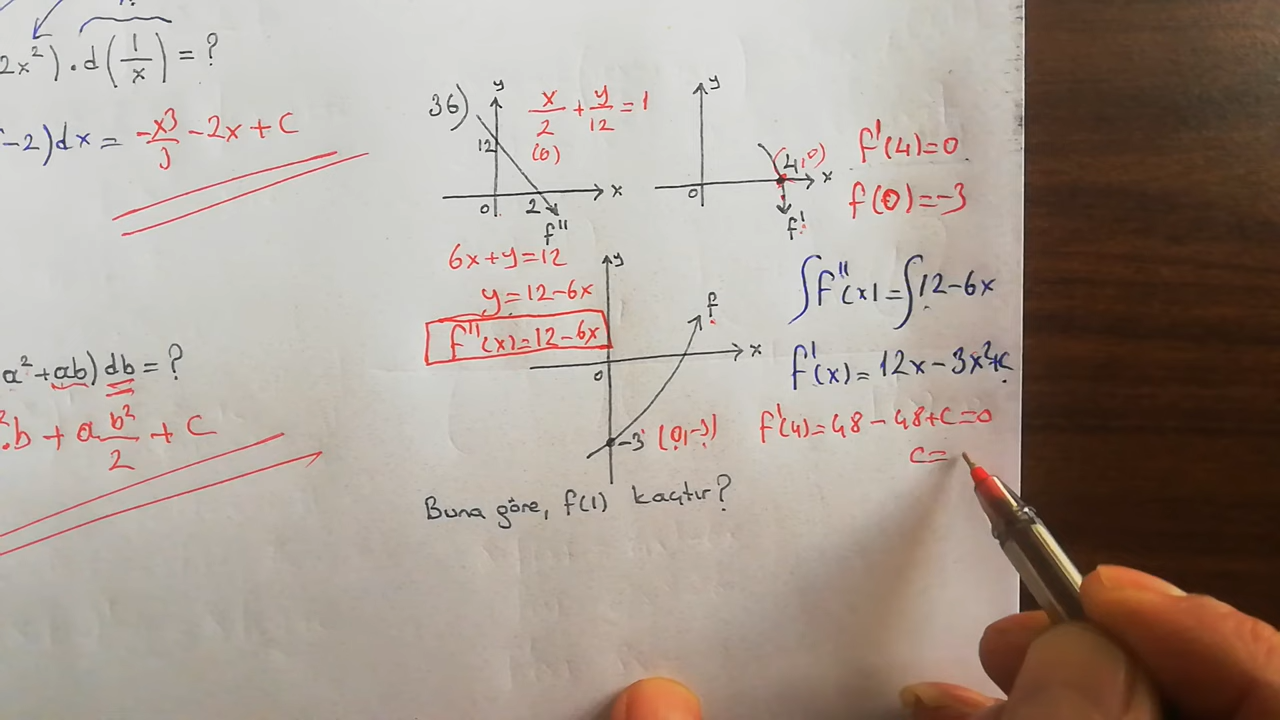 2x²).d(1/x)=?
-2)dx = -x³/3 - 2x + C
a²+ab) db = ?
².b + a b²/2 + C
36)
y
12
0
2
x
f''
x/2 + y/12 = 1
(6)
y
0
(4,0)
x
f'
f'(4)=0
f(0)=-3
6x+y=12
y=12-6x
f''(x)=12-6x
y
f
x
0
-3 (0,-3)
∫f''(x)=∫12-6x
f'(x)=12x-3x²+c
f'(4)=48-48+c=0
c=
Buna göre, f(1) kaçtır?